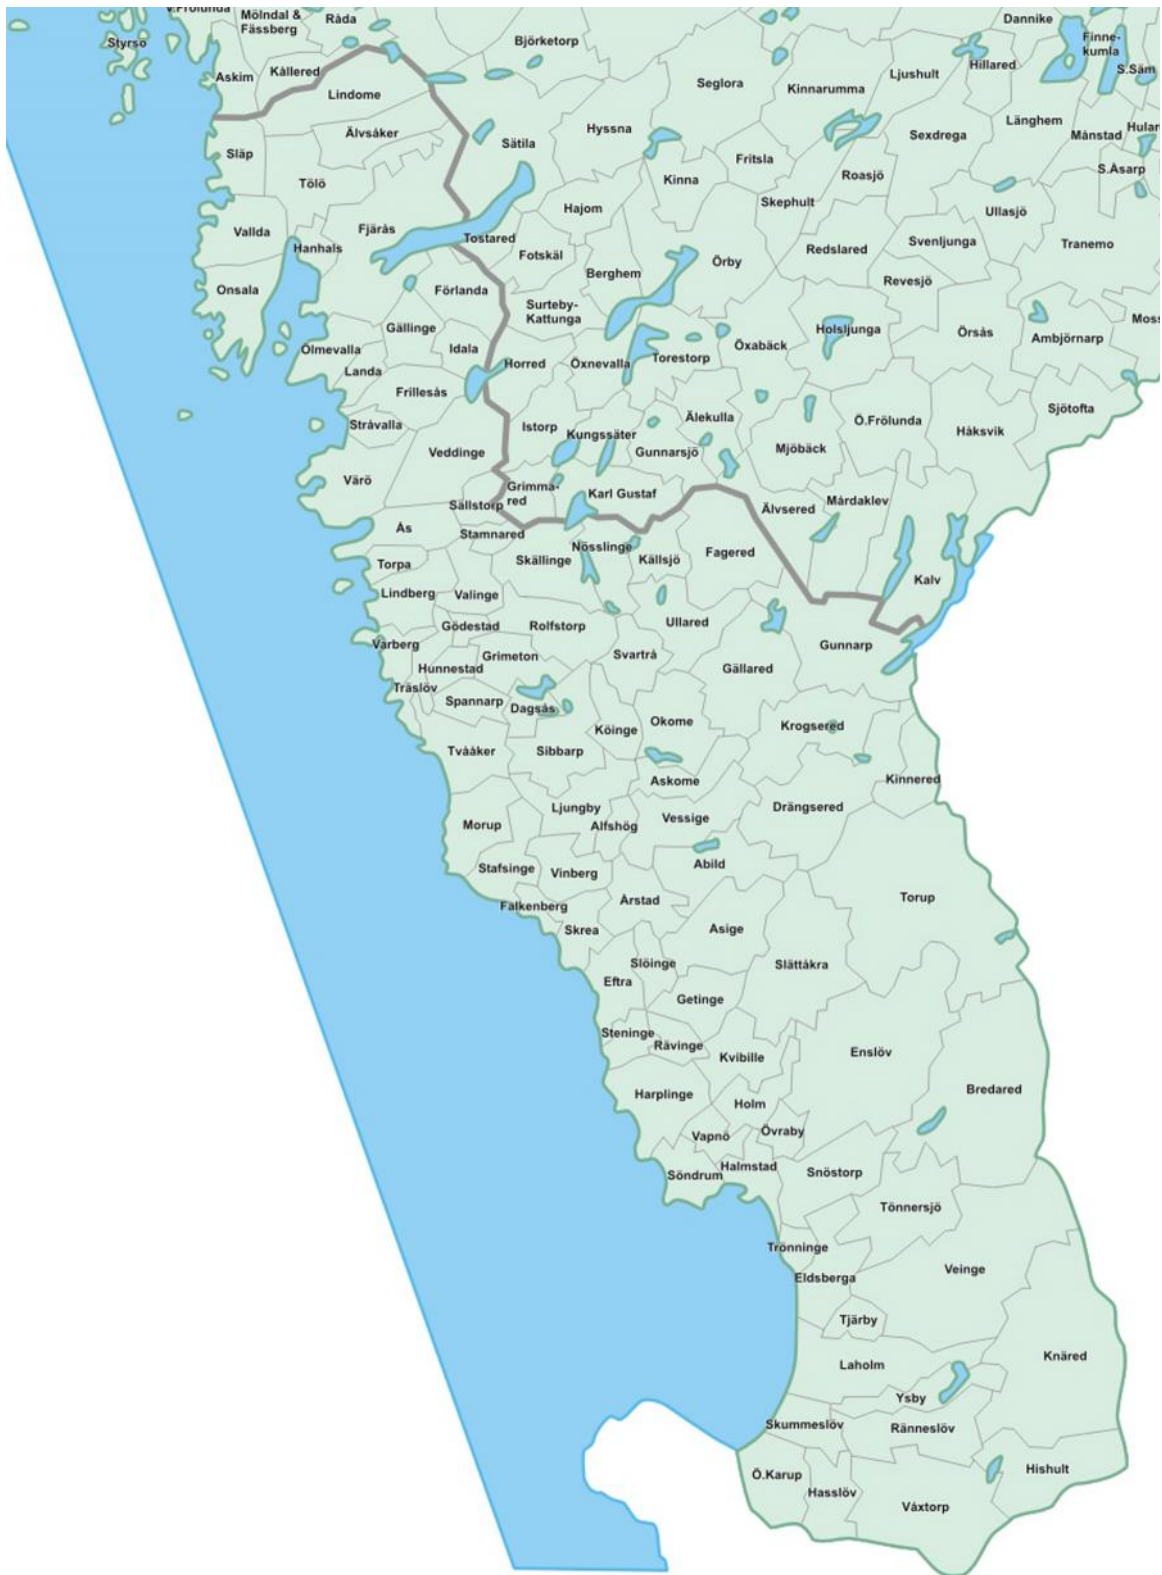 V.Frölunda
Mölndal &
Fässberg
Råda
Styrsö
Björketorp
Dannike
Finne-
kumla
Askim
Kållered
Lindome
Seglora
Kinnarumma
Ljushult
Hillared
S.Säm
Älvsåker
Hyssna
Sätila
Sexdrega
Länghem
Månstad
Släp
Fritsla
S.Åsarp
Tölö
Kinna
Roasjö
Skephult
Hajom
Ullasjö
Vallda
Fjärås
Tostared
Hanhals
Fotskäl
Redslared
Svenljunga
Tranemo
Örby
Berghem
Onsala
Förlanda
Revesjö
Surteby-
Kattunga
Gällinge
Holsljunga
Örsås
Ambjörnarp
Öxabäck
Ölmevalla
Idala
Horred
Öxnevalla
Torestorp
Landa
Frillesås
Stråvalla
Istorp
Kungssäter
Älekulla
Ö.Frölunda
Sjötofta
Håksvik
Veddinge
Gunnarsjö
Mjöbäck
Värö
Grimma-
red
Karl Gustaf
Sällstorp
Älvsered
Mårdaklev
Ås
Stamnared
Skällinge
Nösslinge
Källsjö
Fagered
Torpa
Kalv
Lindberg
Valinge
Gödestad
Rolfstorp
Ullared
Varberg
Grimeton
Svartrå
Gunnarp
Hunnestad
Gällared
Träslöv
Spannarp
Dagsås
Okome
Krogsered
Köinge
Tvååker
Sibbarp
Askome
Kinnered
Ljungby
Drängsered
Morup
Alfshög
Vessige
Stafsinge
Vinberg
Abild
Årstad
Torup
Falkenberg
Skrea
Asige
Slöinge
Slättåkra
Eftra
Getinge
Steninge
Rävinge
Kvibille
Enslöv
Harplinge
Holm
Bredared
Vapnö
Övraby
Söndrum
Halmstad
Snöstorp
Tönnersjö
Trönninge
Eldsberga
Veinge
Tjärby
Laholm
Knäred
Ysby
Skummeslöv
Ränneslöv
Ö.Karup
Hasslöv
Våxtorp
Hishult